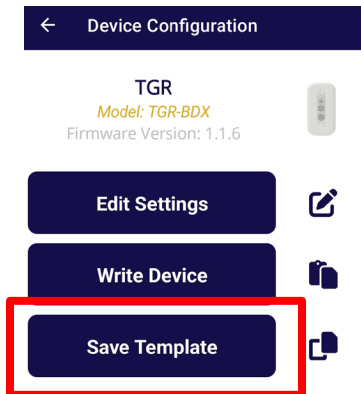 Device Configuration
TGR
Model: TGR-BDX
Firmware Version: 1.1.6
Edit Settings
Write Device
Save Template